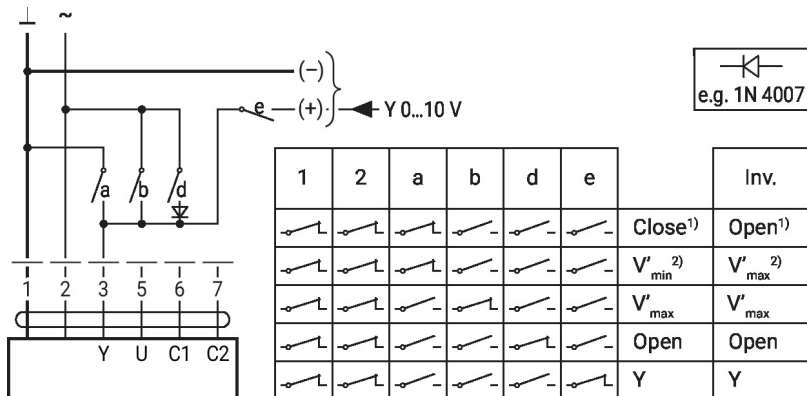 ⊥ ~
(–)
e (+) Y 0...10 V
e.g. 1N 4007
a b d
1 2 3 5 6 7
Y U C1 C2
1 2 a b d e Inv.
Close¹⁾ Open¹⁾
V'min²⁾ V'max²⁾
V'max V'max
Open Open
Y Y